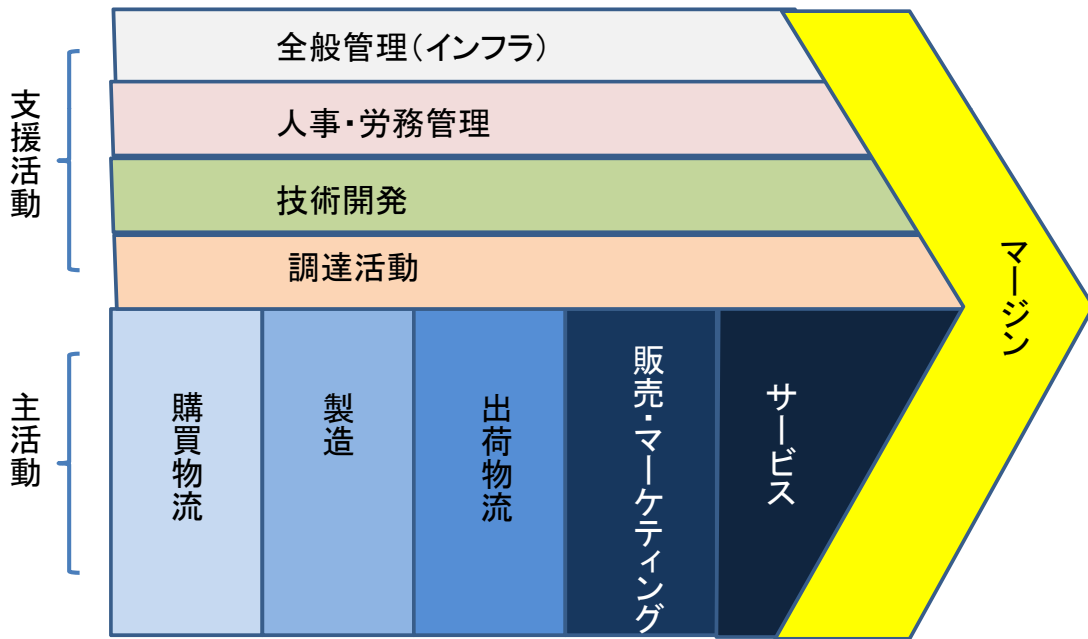 支援活動
全般管理(インフラ)
人事・労務管理
技術開発
調達活動
主活動
購買物流
製造
出荷物流
販売・マーケティング
サービス
マージン